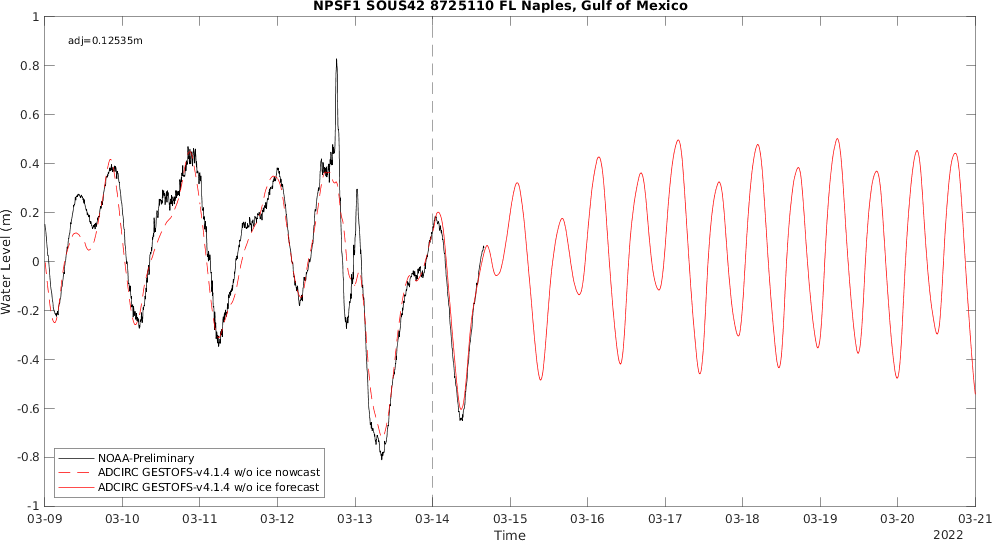 NPSF1 SOUS42 8725110 FL Naples, Gulf of Mexico
adj=0.12535m
Water Level (m)
1
0.8
0.6
0.4
0.2
0
-0.2
-0.4
-0.6
-0.8
-1
NOAA-Preliminary
ADCIRC GESTOFS-v4.1.4 w/o ice nowcast
ADCIRC GESTOFS-v4.1.4 w/o ice forecast
03-09 03-10 03-11 03-12 03-13 03-14 03-15 03-16 03-17 03-18 03-19 03-20 03-21
Time
2022